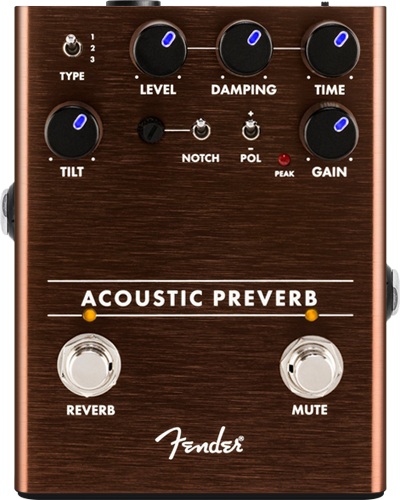 1
2
3
TYPE
LEVEL DAMPING TIME
+
–
TILT NOTCH POL PEAK GAIN
ACOUSTIC PREVERB
REVERB MUTE
Fender®